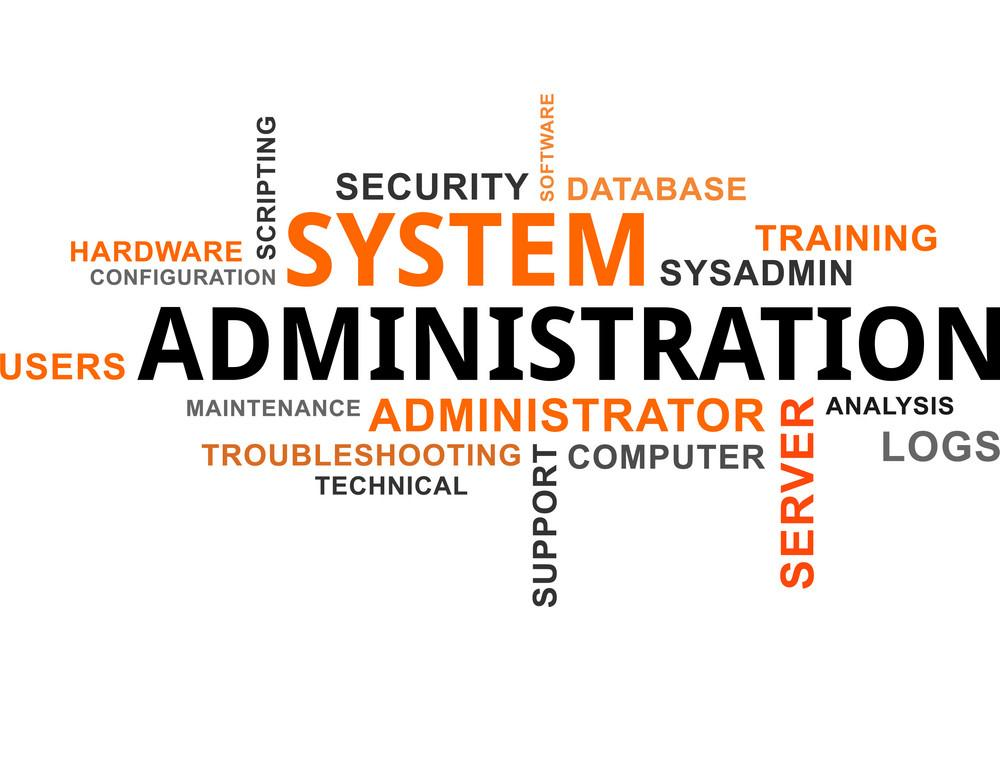 SCRIPTING
SOFTWARE
SECURITY
DATABASE
HARDWARE
CONFIGURATION
SYSTEM
TRAINING
SYSADMIN
USERS
ADMINISTRATION
MAINTENANCE
ADMINISTRATOR
ANALYSIS
LOGS
TROUBLESHOOTING
TECHNICAL
SUPPORT
COMPUTER
SERVER